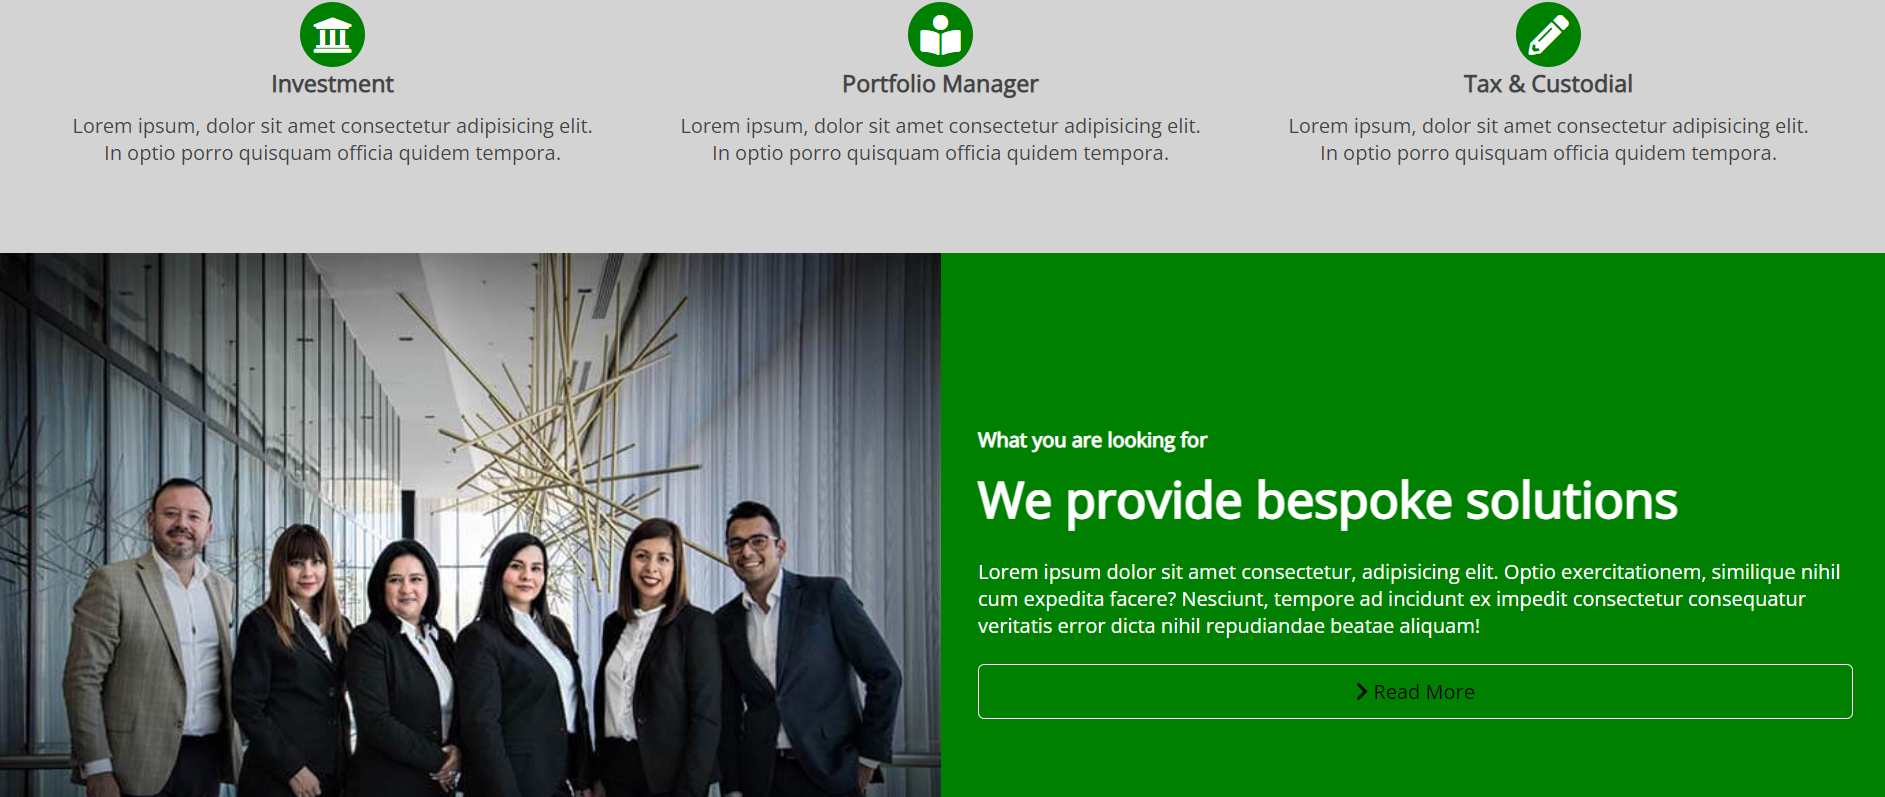 Investment
Lorem ipsum, dolor sit amet consectetur adipisicing elit.
In optio porro quisquam officia quidem tempora.
Portfolio Manager
Lorem ipsum, dolor sit amet consectetur adipisicing elit.
In optio porro quisquam officia quidem tempora.
Tax & Custodial
Lorem ipsum, dolor sit amet consectetur adipisicing elit.
In optio porro quisquam officia quidem tempora.
What you are looking for
We provide bespoke solutions
Lorem ipsum dolor sit amet consectetur, adipisicing elit. Optio exercitationem, similique nihil
cum expedita facere? Nesciunt, tempore ad incidunt ex impedit consectetur consequatur
veritatis error dicta nihil repudiandae beatae aliquam!
Read More